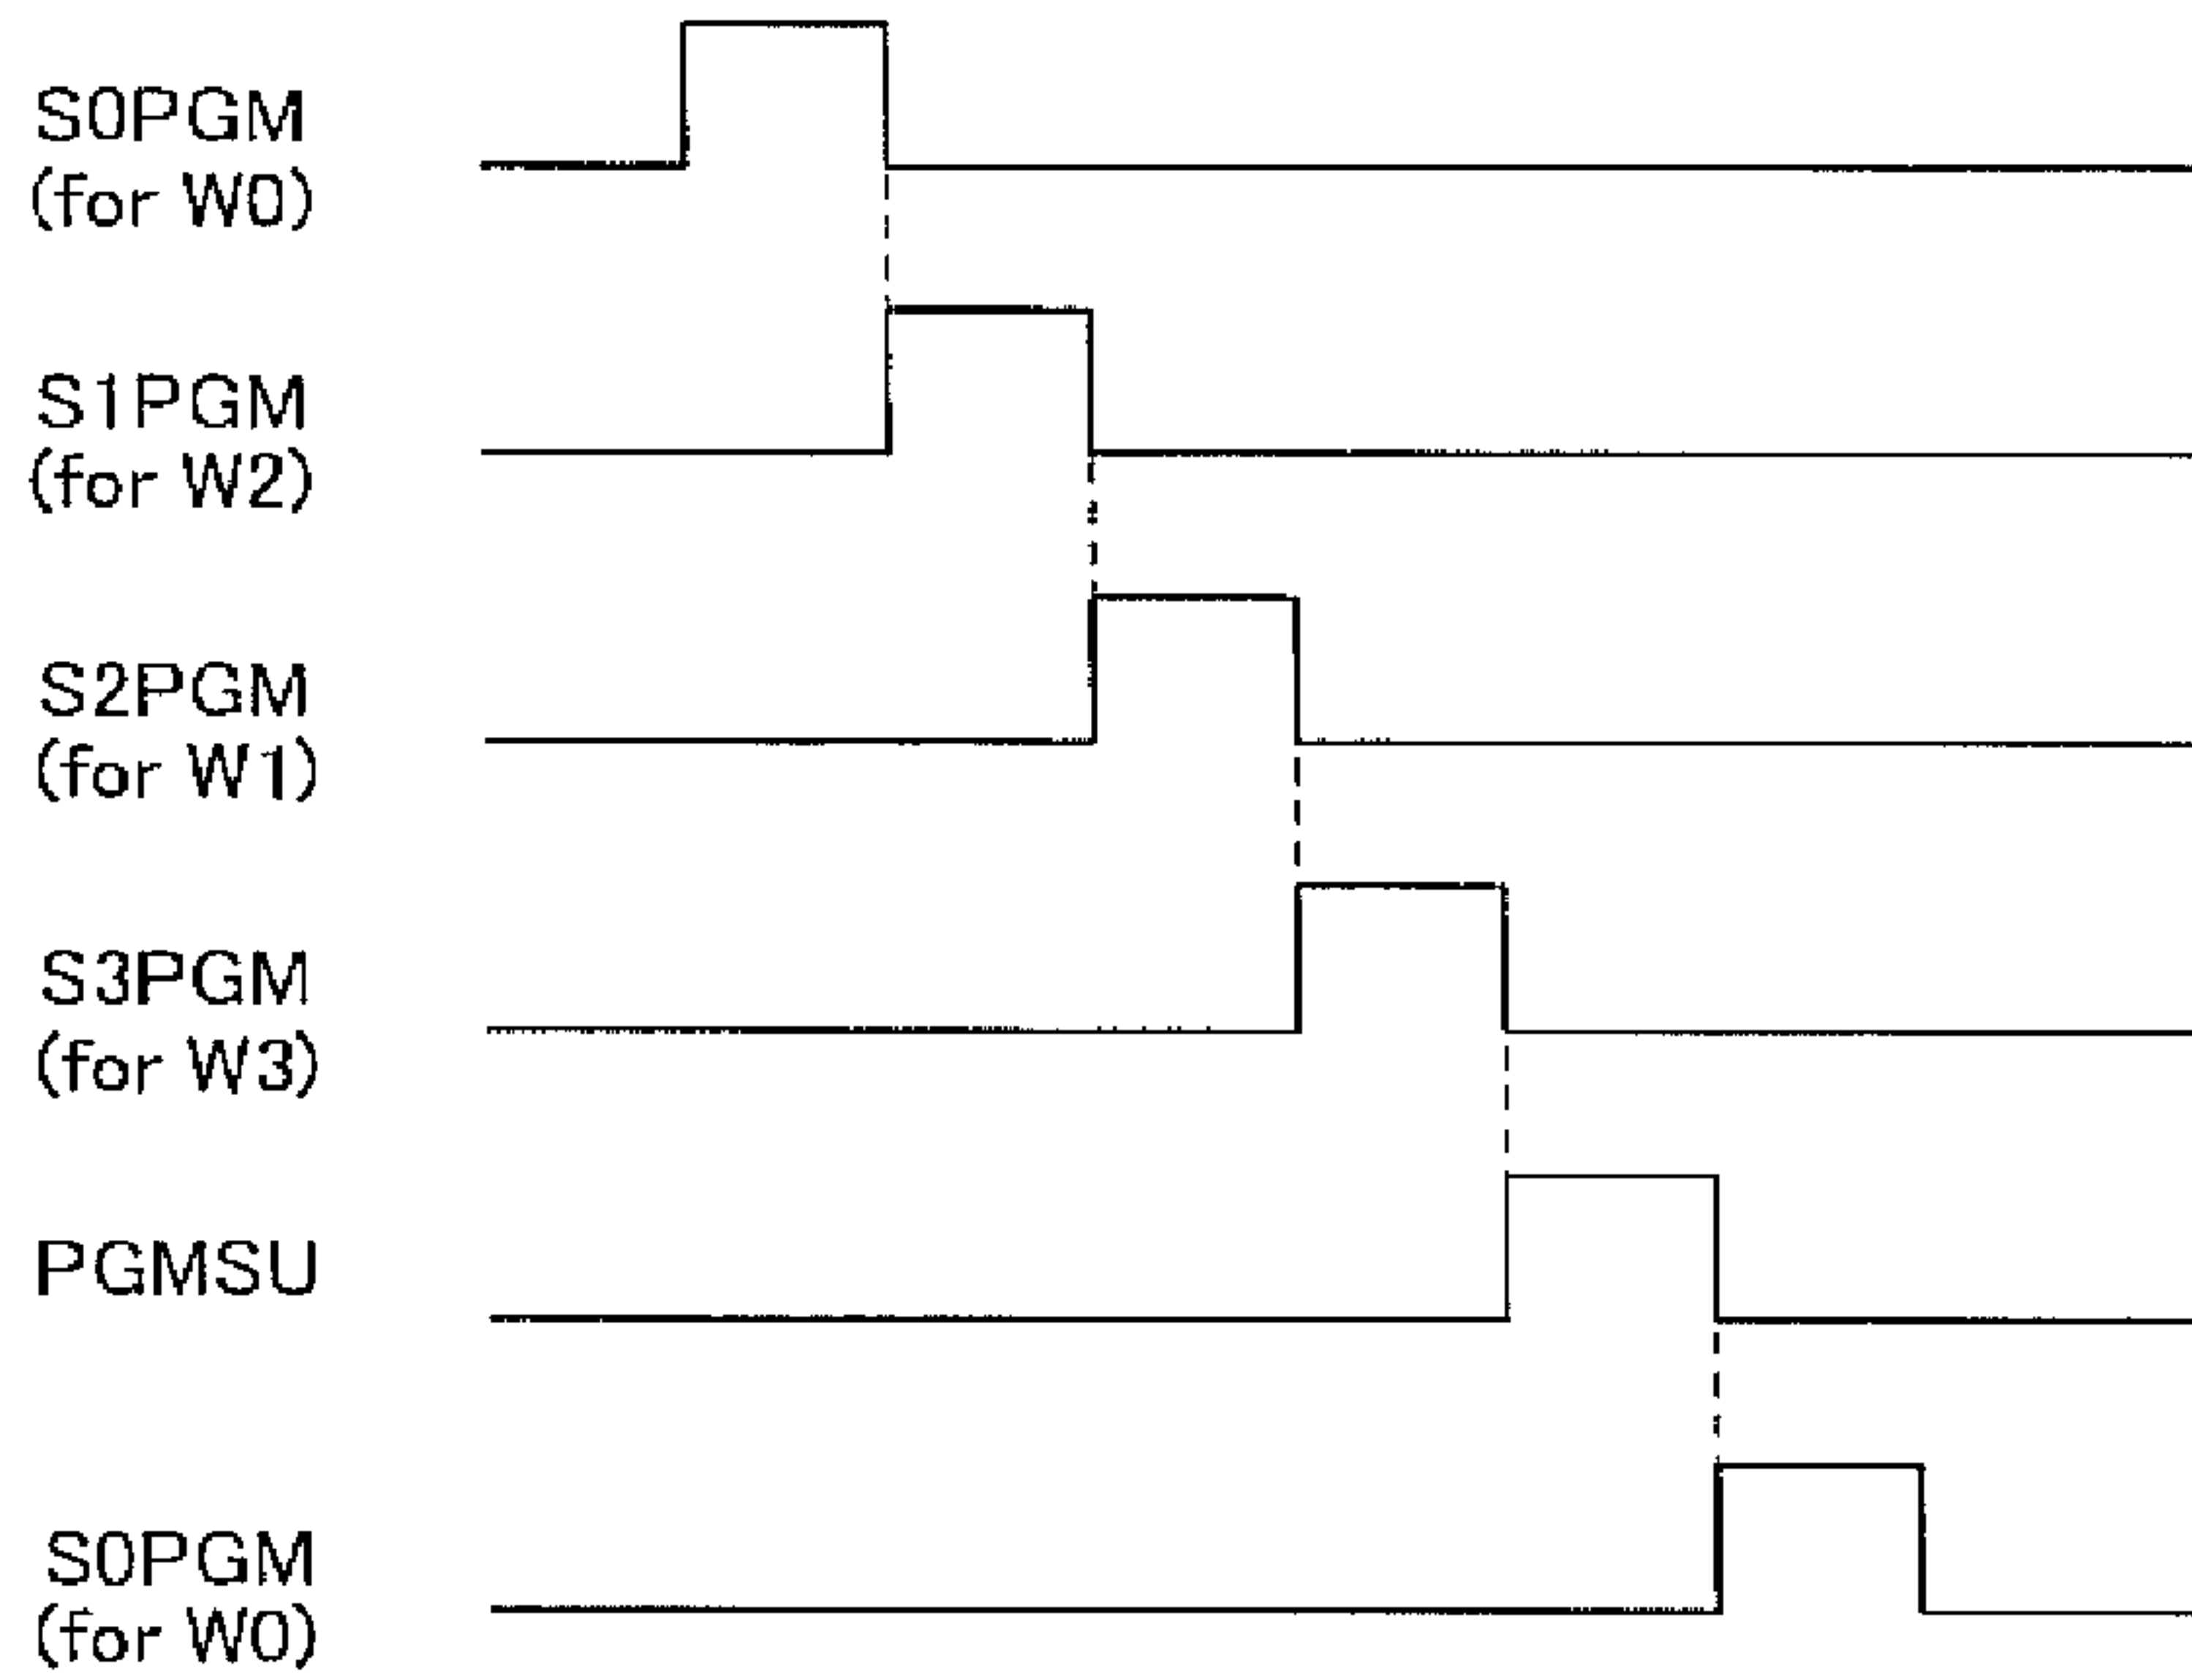 S0PGM
(for W0)
S1PGM
(for W2)
S2PGM
(for W1)
S3PGM
(for W3)
PGMSU
S0PGM
(for W0)